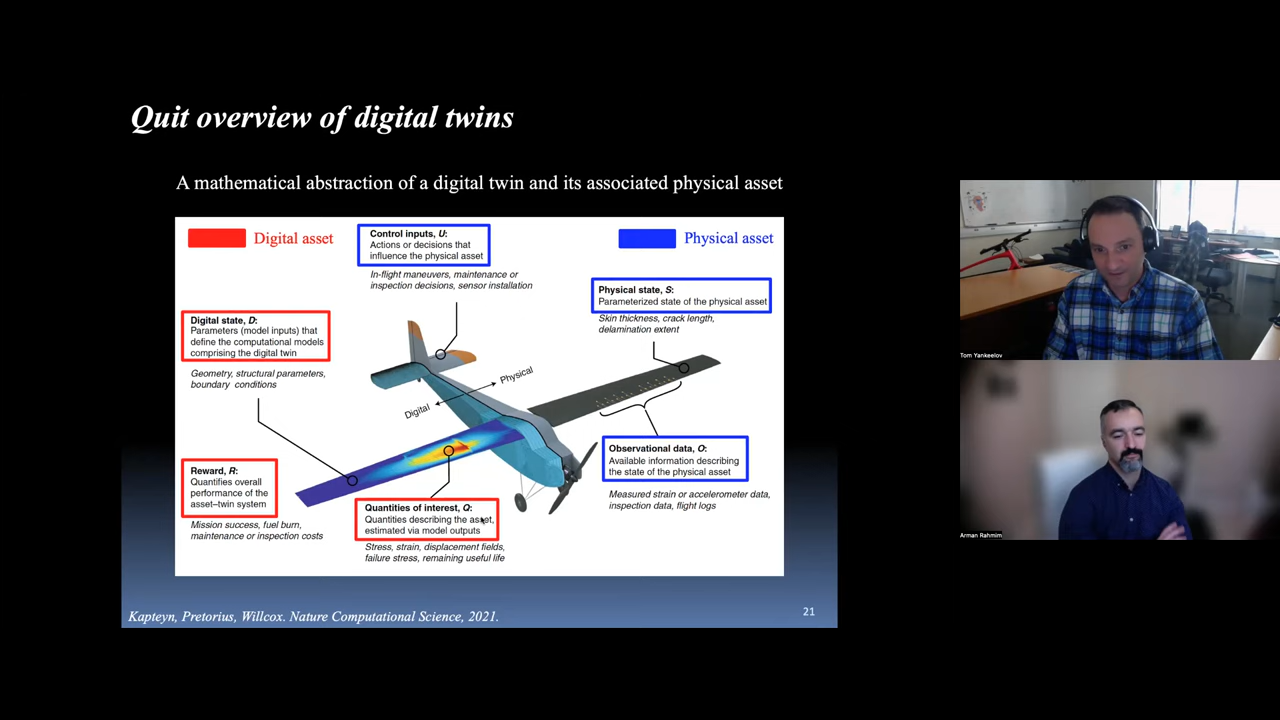 Quit overview of digital twins
A mathematical abstraction of a digital twin and its associated physical asset
Digital asset
Physical asset
Control inputs, U:
Actions or decisions that
influence the physical asset
In-flight maneuvers, maintenance or
inspection decisions, sensor installation
Physical state, S:
Parameterized state of the physical asset
Skin thickness, crack length,
delamination extent
Digital state, D:
Parameters (model inputs) that
define the computational models
comprising the digital twin
Geometry, structural parameters,
boundary conditions
Digital
Physical
Observational data, O:
Available information describing
the state of the physical asset
Measured strain or accelerometer data,
inspection data, flight logs
Reward, R:
Quantifies overall
performance of the
asset–twin system
Mission success, fuel burn,
maintenance or inspection costs
Quantities of interest, Q:
Quantities describing the asset,
estimated via model outputs
Stress, strain, displacement fields,
failure stress, remaining useful life
Kapteyn, Pretorius, Willcox. Nature Computational Science, 2021.
21
Tom Yankeelov
Arman Rahmim